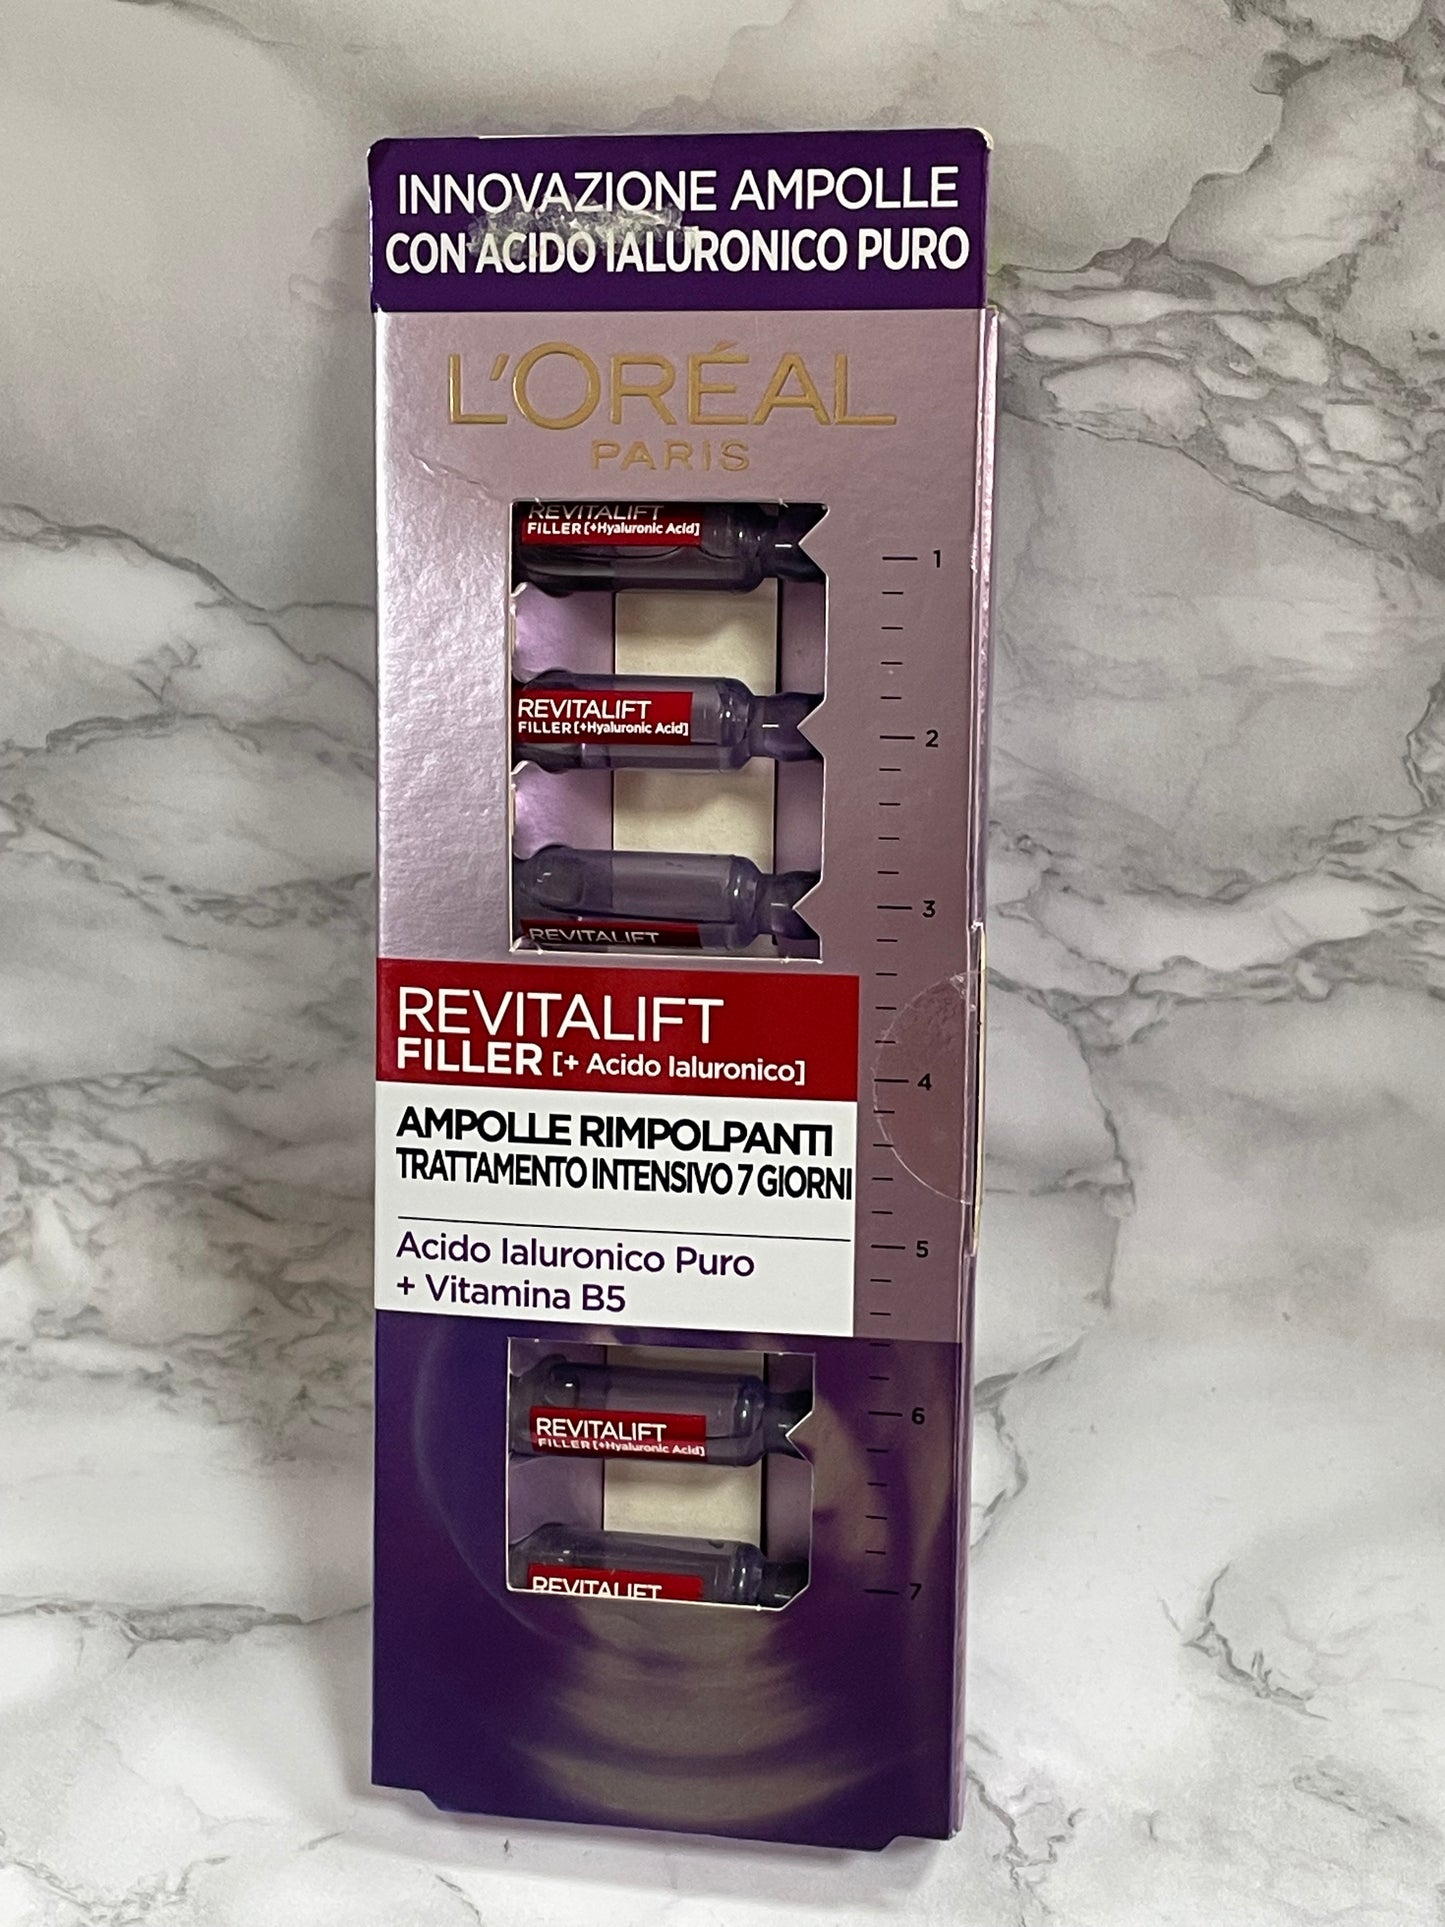 INNOVAZIONE AMPOLLE
CON ACIDO IALURONICO PURO
L'ORÉAL
PARIS
REVITALIFT
FILLER [+Hyaluronic Acid]
1
REVITALIFT
FILLER [+Hyaluronic Acid]
2
3
REVITALIFT
REVITALIFT
FILLER [+ Acido Ialuronico]
4
AMPOLLE RIMPOLPANTI
TRATTAMENTO INTENSIVO 7 GIORNI
5
Acido Ialuronico Puro
+ Vitamina B5
REVITALIFT
FILLER [+Hyaluronic Acid]
6
REVITALIFT
7